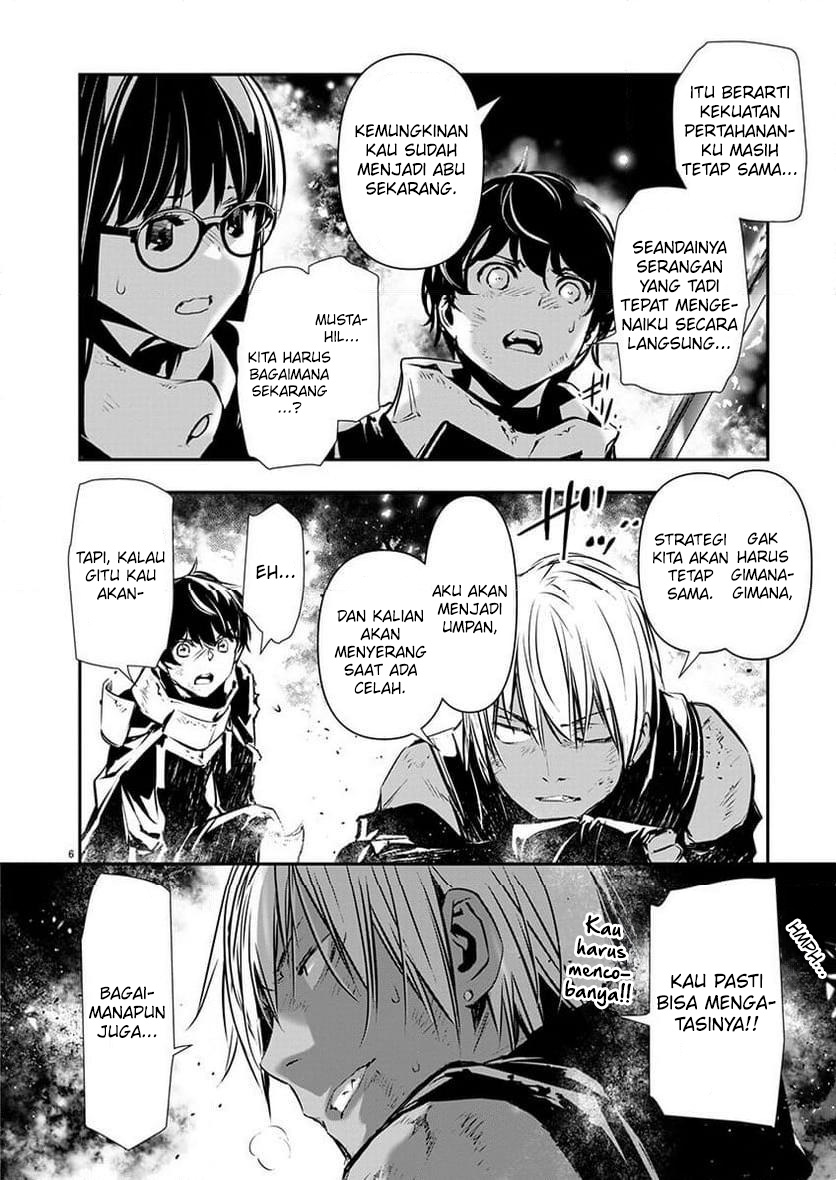 ITU BERARTI
KEKUATAN
PERTAHANAN-
KU MASIH
TETAP SAMA...
SEANDAINYA
SERANGAN
YANG TADI
TEPAT MENGE-
NAIKU SECARA
LANGSUNG...
KEMUNGKINAN
KAU SUDAH
MENJADI ABU
SEKARANG.
MUSTA-
HIL...
KITA HARUS
BAGAIMANA
SEKARANG
...?
GAK
HARUS
GIMANA-
GIMANA,
STRATEGI
KITA AKAN
TETAP
SAMA.
AKU AKAN
MENJADI
UMPAN,
DAN KALIAN
AKAN
MENYERANG
SAAT ADA
CELAH.
EH...
TAPI, KALAU
GITU KAU
AKAN-
6
HMPH...
KAU PASTI
BISA MENGA-
TASINYA!!
Kau
harus
menco-
banya!!
BAGAI-
MANAPUN
JUGA...